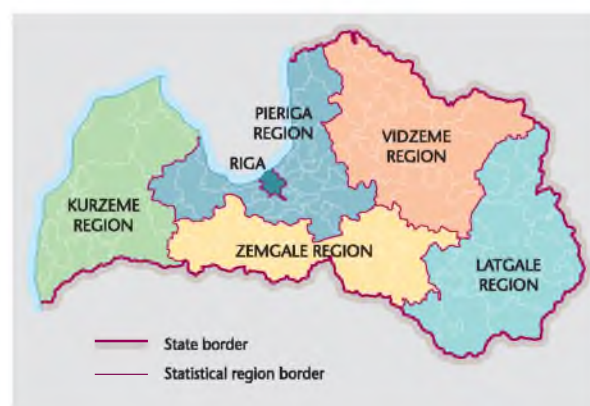 PIERIGA
REGION
VIDZEME
REGION
RIGA
KURZEME
REGION
ZEMGALE REGION
LATGALE
REGION
State border
Statistical region border